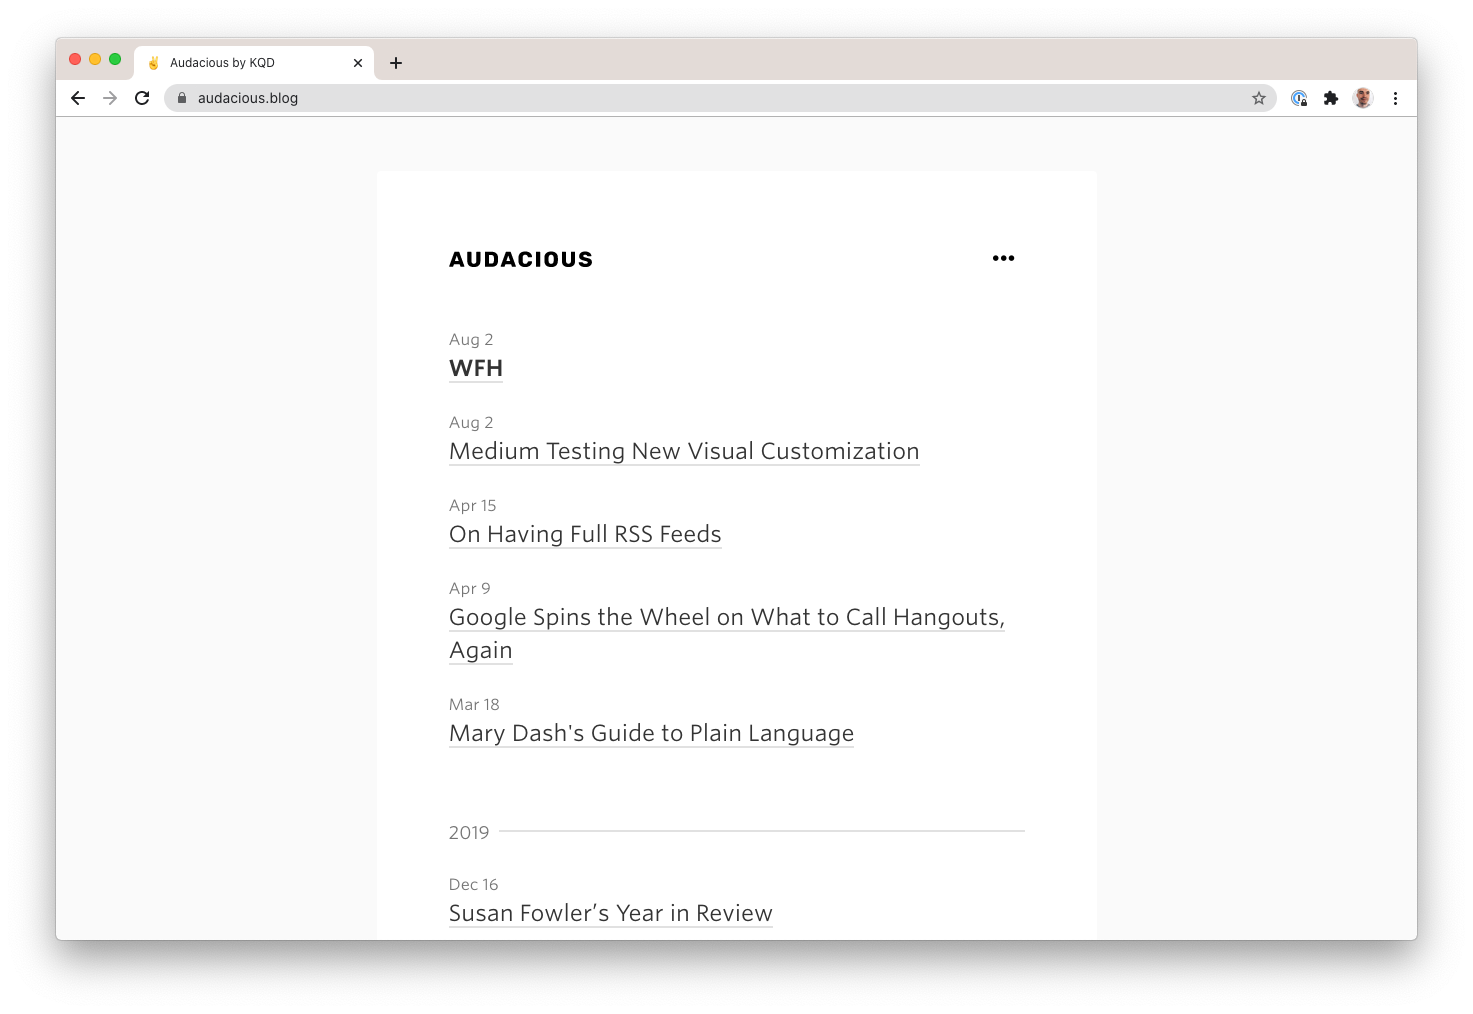 Audacious by KQD
audacious.blog
AUDACIOUS
Aug 2
WFH
Aug 2
Medium Testing New Visual Customization
Apr 15
On Having Full RSS Feeds
Apr 9
Google Spins the Wheel on What to Call Hangouts,
Again
Mar 18
Mary Dash's Guide to Plain Language
2019
Dec 16
Susan Fowler’s Year in Review